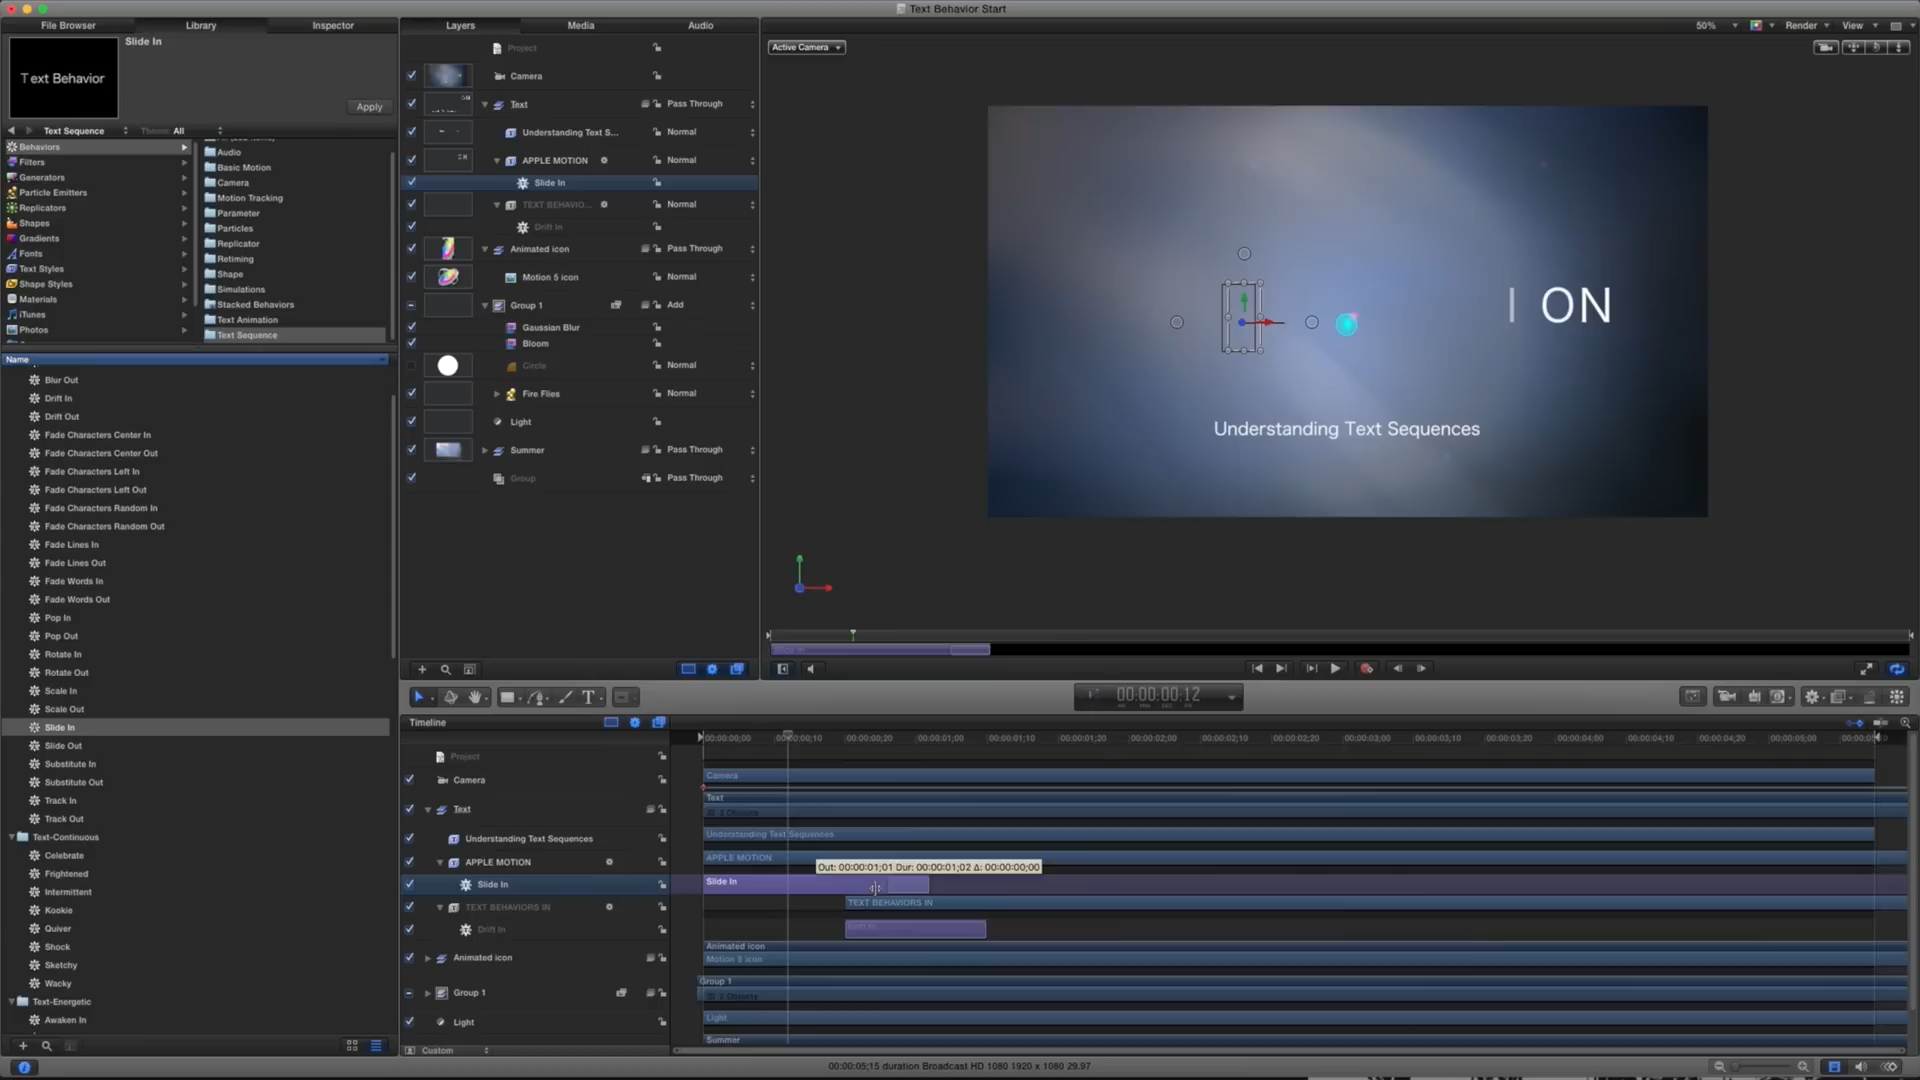 Text Behavior Start
File Browser
Library
Inspector
Layers
Media
Audio
50%
Render
View
Slide In
Text Behavior
Apply
Text Sequence
Theme: All
Behaviors
Filters
Generators
Particle Emitters
Replicators
Shapes
Gradients
Fonts
Text Styles
Shape Styles
Materials
iTunes
Photos
Audio
Basic Motion
Camera
Motion Tracking
Parameter
Particles
Replicator
Retiming
Shape
Simulations
Stacked Behaviors
Text Animation
Text Sequence
Name
Blur Out
Drift In
Drift Out
Fade Characters Center In
Fade Characters Center Out
Fade Characters Left In
Fade Characters Left Out
Fade Characters Random In
Fade Characters Random Out
Fade Lines In
Fade Lines Out
Fade Words In
Fade Words Out
Pop In
Pop Out
Rotate In
Rotate Out
Scale In
Scale Out
Slide In
Slide Out
Substitute In
Substitute Out
Track In
Track Out
Text-Continuous
Celebrate
Frightened
Intermittent
Kookie
Quiver
Shock
Sketchy
Wacky
Text-Energetic
Awaken In
Project
Camera
Text Pass Through
Understanding Text S... Normal
APPLE MOTION Normal
Slide In
TEXT BEHAVIO... Normal
Drift In
Animated icon Pass Through
Motion 5 icon Normal
Group 1 Add
Gaussian Blur
Bloom
Circle Normal
Fire Flies Normal
Light
Summer Pass Through
Group Pass Through
Active Camera
I ON
Understanding Text Sequences
Slide In
T
00:00:00;12
Timeline
00:00:00;00 00:00:00;10 00:00:00;20 00:00:01;00 00:00:01;10 00:00:01;20 00:00:02;00 00:00:02;10 00:00:02;20 00:00:03;00 00:00:03;10 00:00:03;20 00:00:04;00 00:00:04;10 00:00:04;20 00:00:05;00
Project
Camera
Text
Understanding Text Sequences
APPLE MOTION
Slide In
TEXT BEHAVIORS IN
Drift In
Animated icon
Group 1
Light
Custom
Camera
Text
2 Objects
Understanding Text Sequences
APPLE MOTION
Out: 00:00:01;01 Dur: 00:00:01;02 Δ: 00:00:00;00
Slide In
TEXT BEHAVIORS IN
Drift In
Animated icon
Motion 5 icon
Group 1
2 Objects
Light
Summer
00:00:05;15 duration Broadcast HD 1080 1920 x 1080 29.97